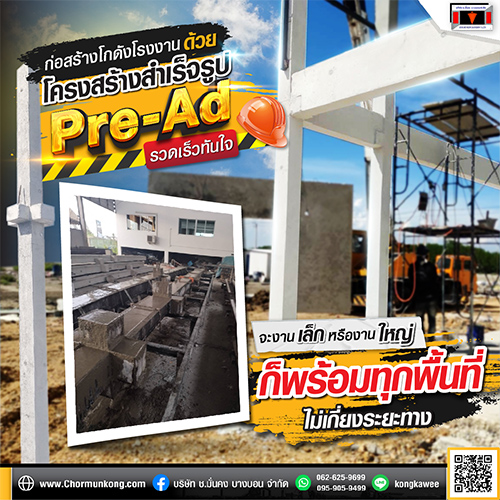 ก่อสร้างโกดังโรงงาน ด้วย
โครงสร้างสำเร็จรูป
Pre-Ad
รวดเร็วทันใจ
จะงาน เล็ก หรืองาน ใหญ่
ก็พร้อมทุกพื้นที่
ไม่เกี่ยงระยะทาง
www.Chormunkong.com
บริษัท ช.มั่นคง บางบอน จำกัด
062-625-9699
095-905-9499
LINE
kongkawee